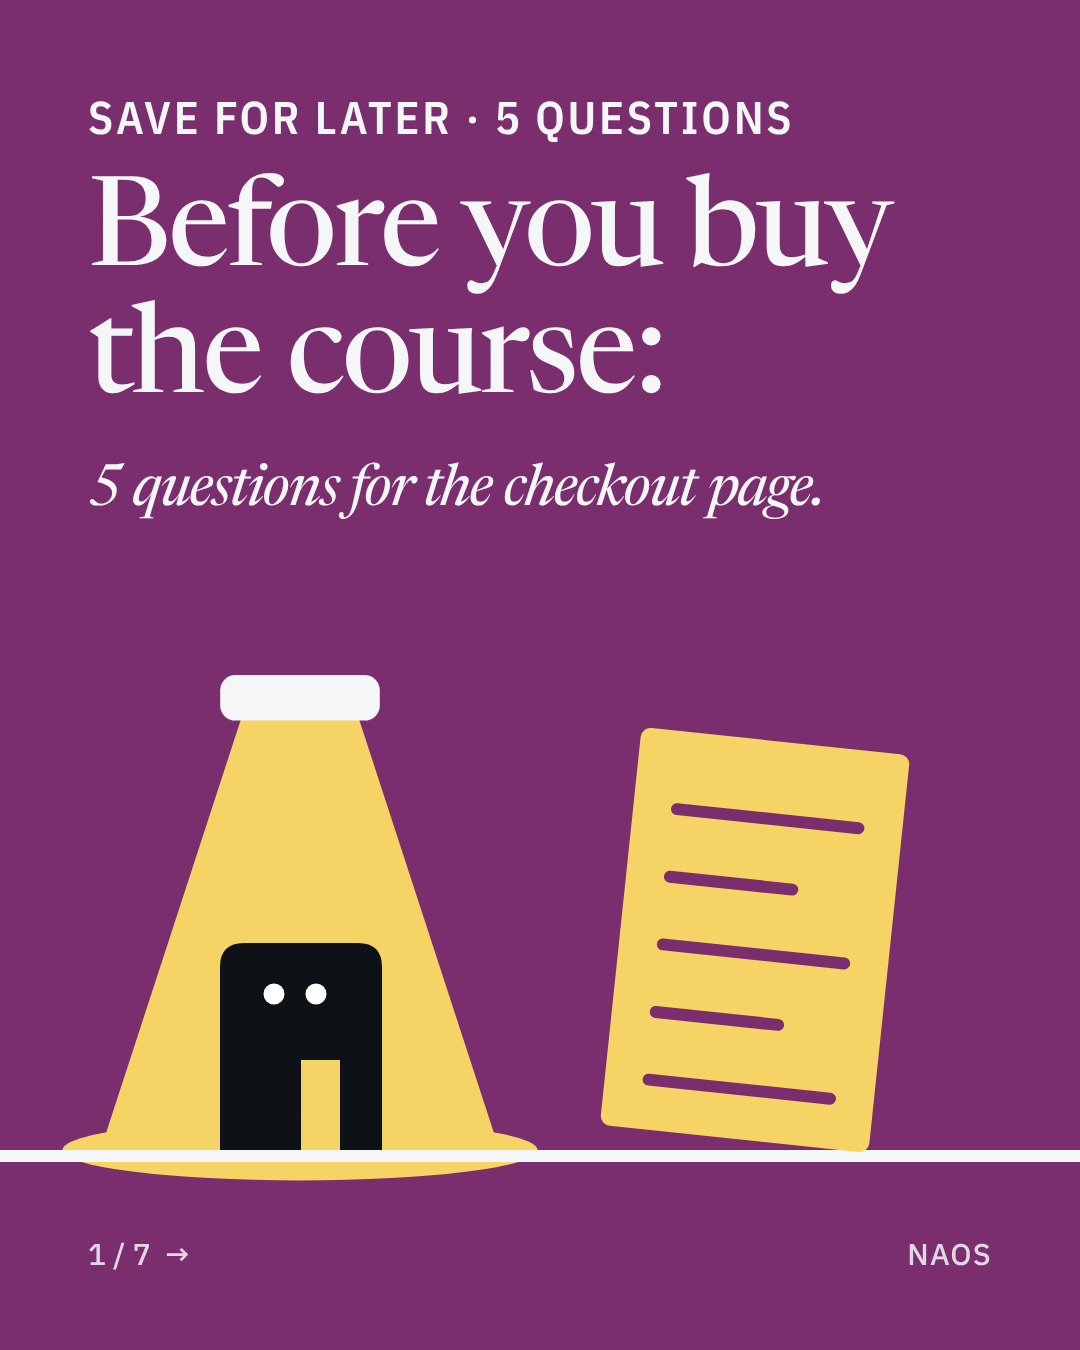 SAVE FOR LATER · 5 QUESTIONS
Before you buy
the course:
5 questions for the checkout page.
1 / 7 →
NAOS